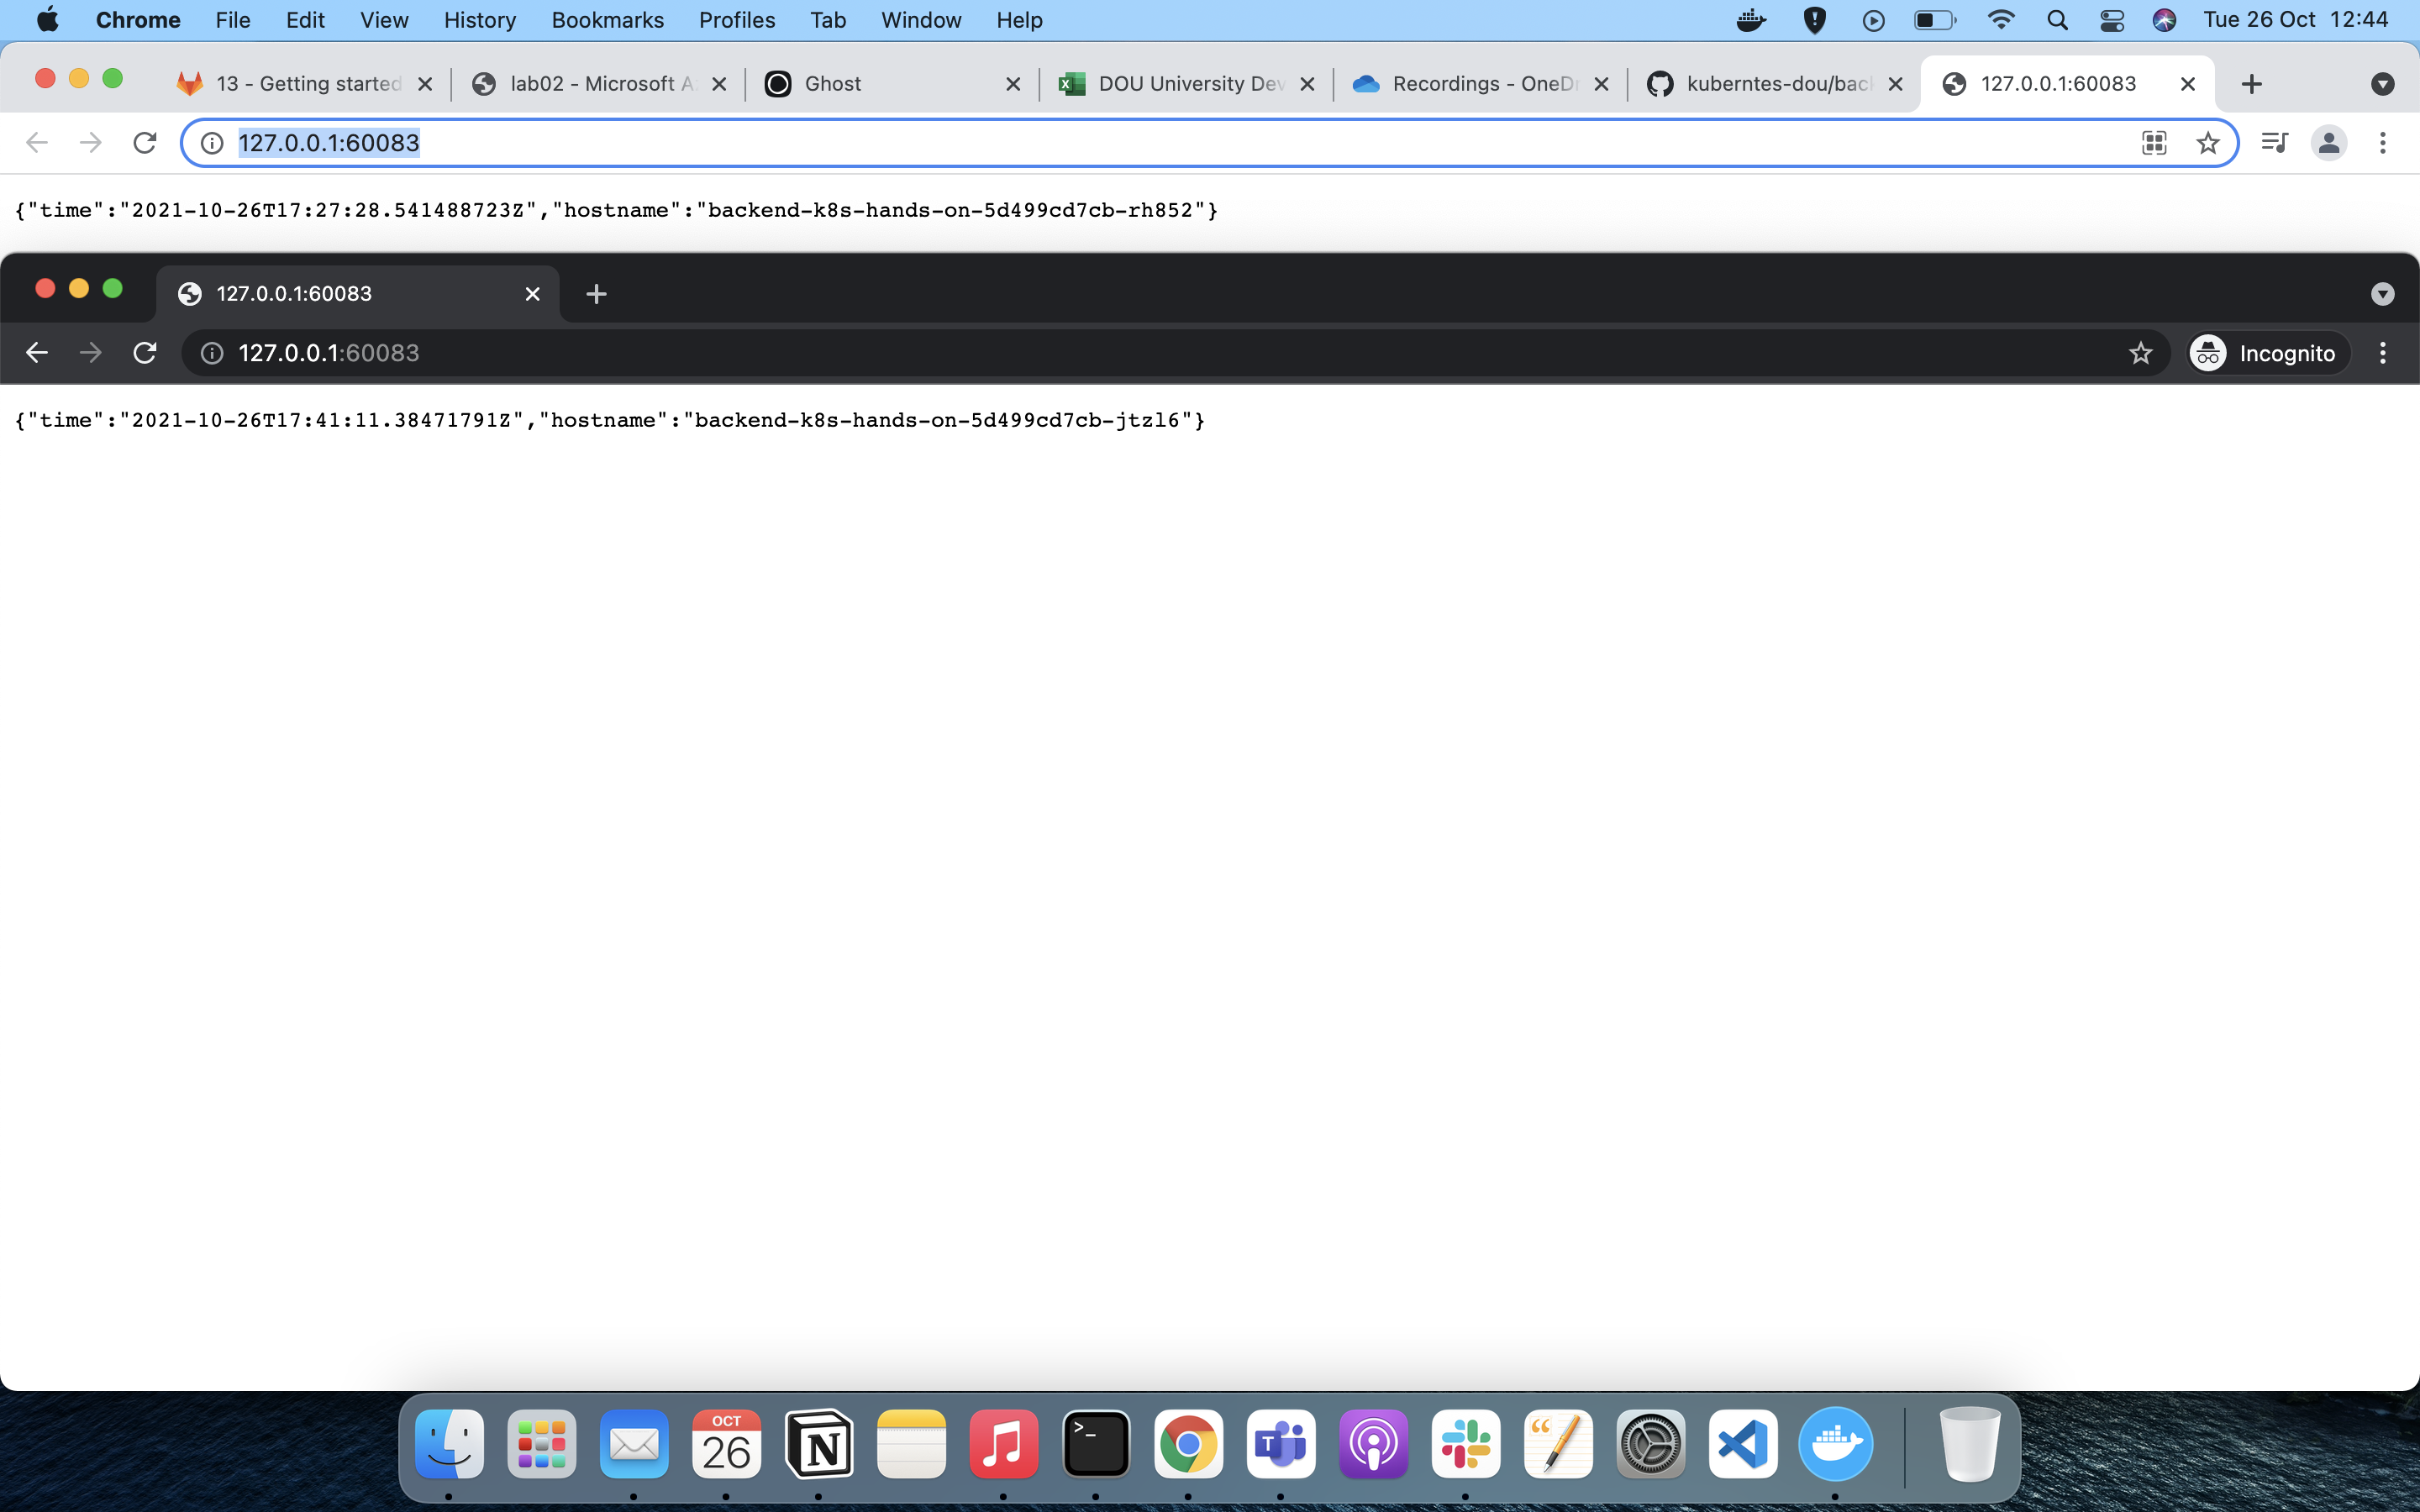 Chrome File Edit View History Bookmarks Profiles Tab Window Help Tue 26 Oct 12:44
13 - Getting started lab02 - Microsoft A Ghost DOU University Dev Recordings - OneDr kuberntes-dou/back 127.0.0.1:60083
127.0.0.1:60083
{"time":"2021-10-26T17:27:28.541488723Z","hostname":"backend-k8s-hands-on-5d499cd7cb-rh852"}
127.0.0.1:60083
127.0.0.1:60083 Incognito
{"time":"2021-10-26T17:41:11.38471791Z","hostname":"backend-k8s-hands-on-5d499cd7cb-jtzl6"}
OCT
26